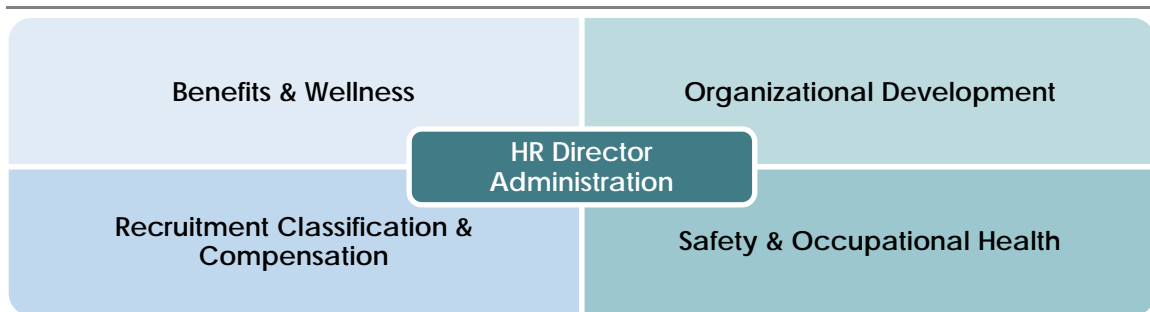 Benefits & Wellness
Organizational Development
HR Director
Administration
Recruitment Classification &
Compensation
Safety & Occupational Health